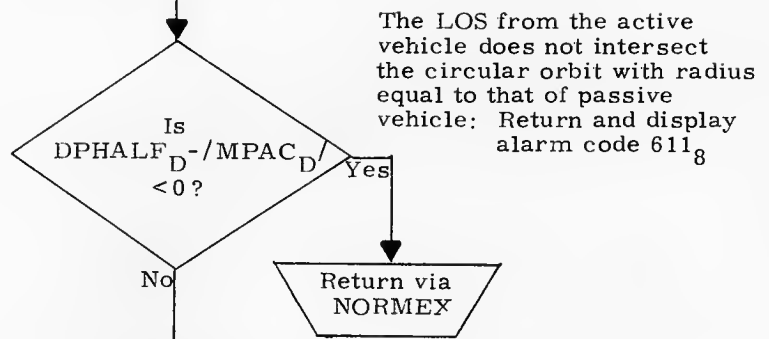 The LOS from the active
vehicle does not intersect
the circular orbit with radius
equal to that of passive
vehicle: Return and display
alarm code 611₈
Is
DPHALF_D-/MPAC_D/
<0?
Yes
No
Return via
NORMEX